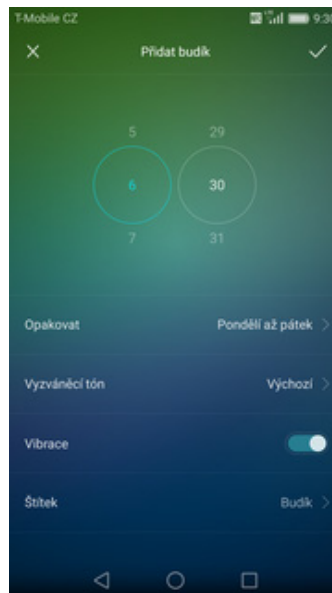 T-Mobile CZ 9:30
Přidat budík
5 29
6 30
7 31
Opakovat Pondělí až pátek
Vyzváněcí tón Výchozí
Vibrace
Štítek Budík